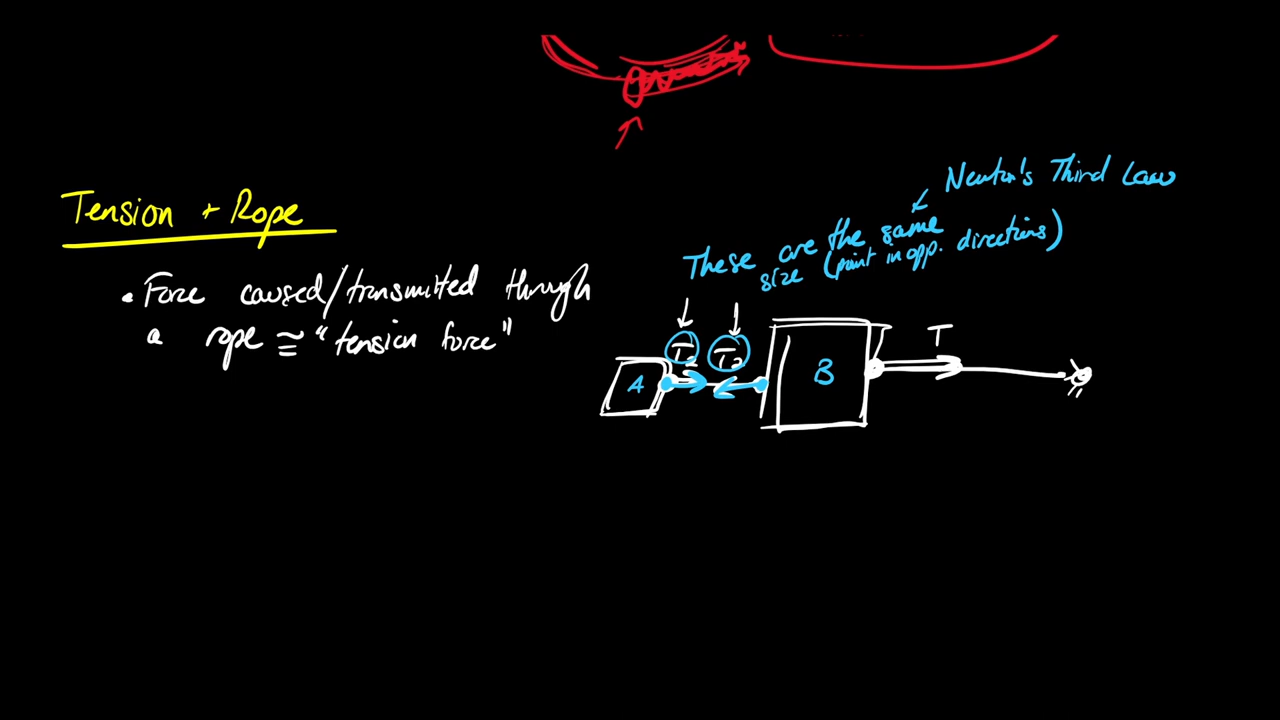 Tension + Rope
• Force caused/transmitted through
a rope ≅ "tension force"
Newton's Third Law
These are the same
size (point in opp. directions)
T₂ T₂
T
A
B